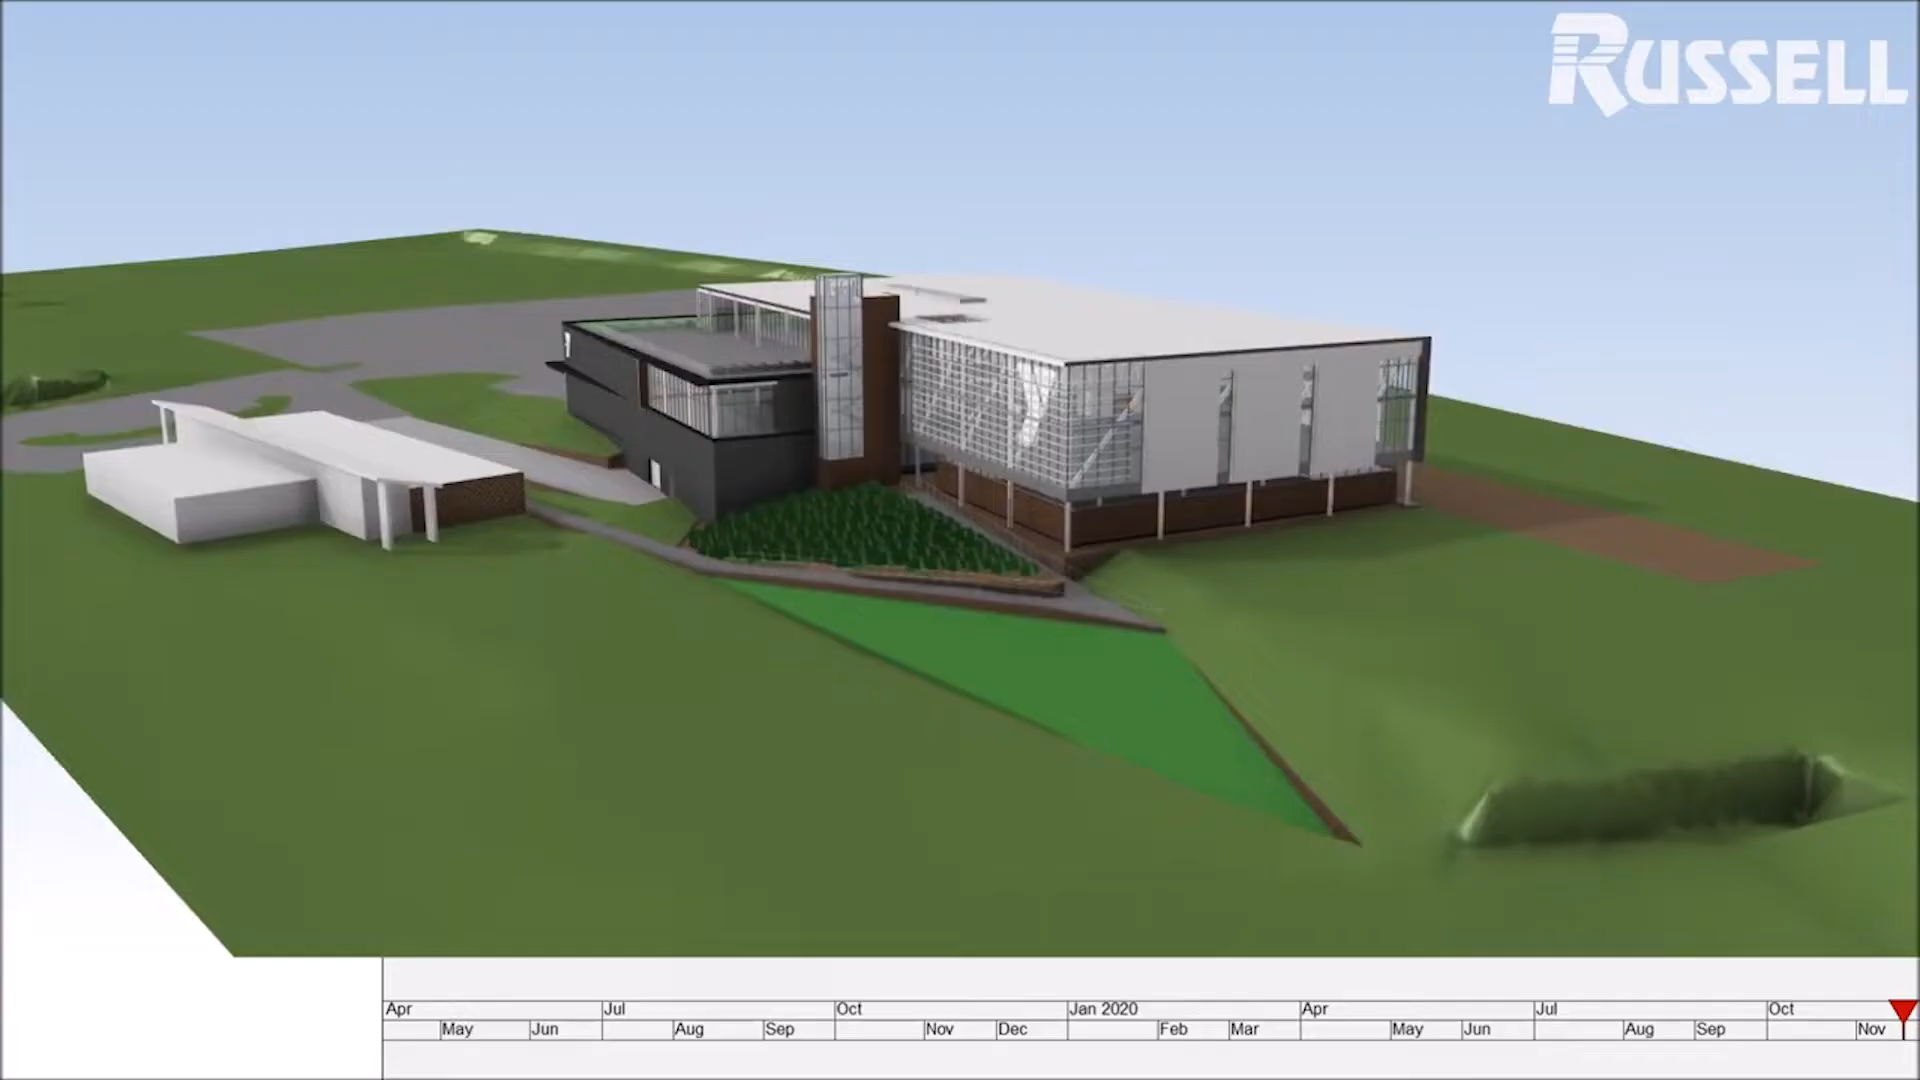 RUSSELL
Apr Jul Oct Jan 2020 Apr Jul Oct
May Jun Aug Sep Nov Dec Feb Mar May Jun Aug Sep Nov